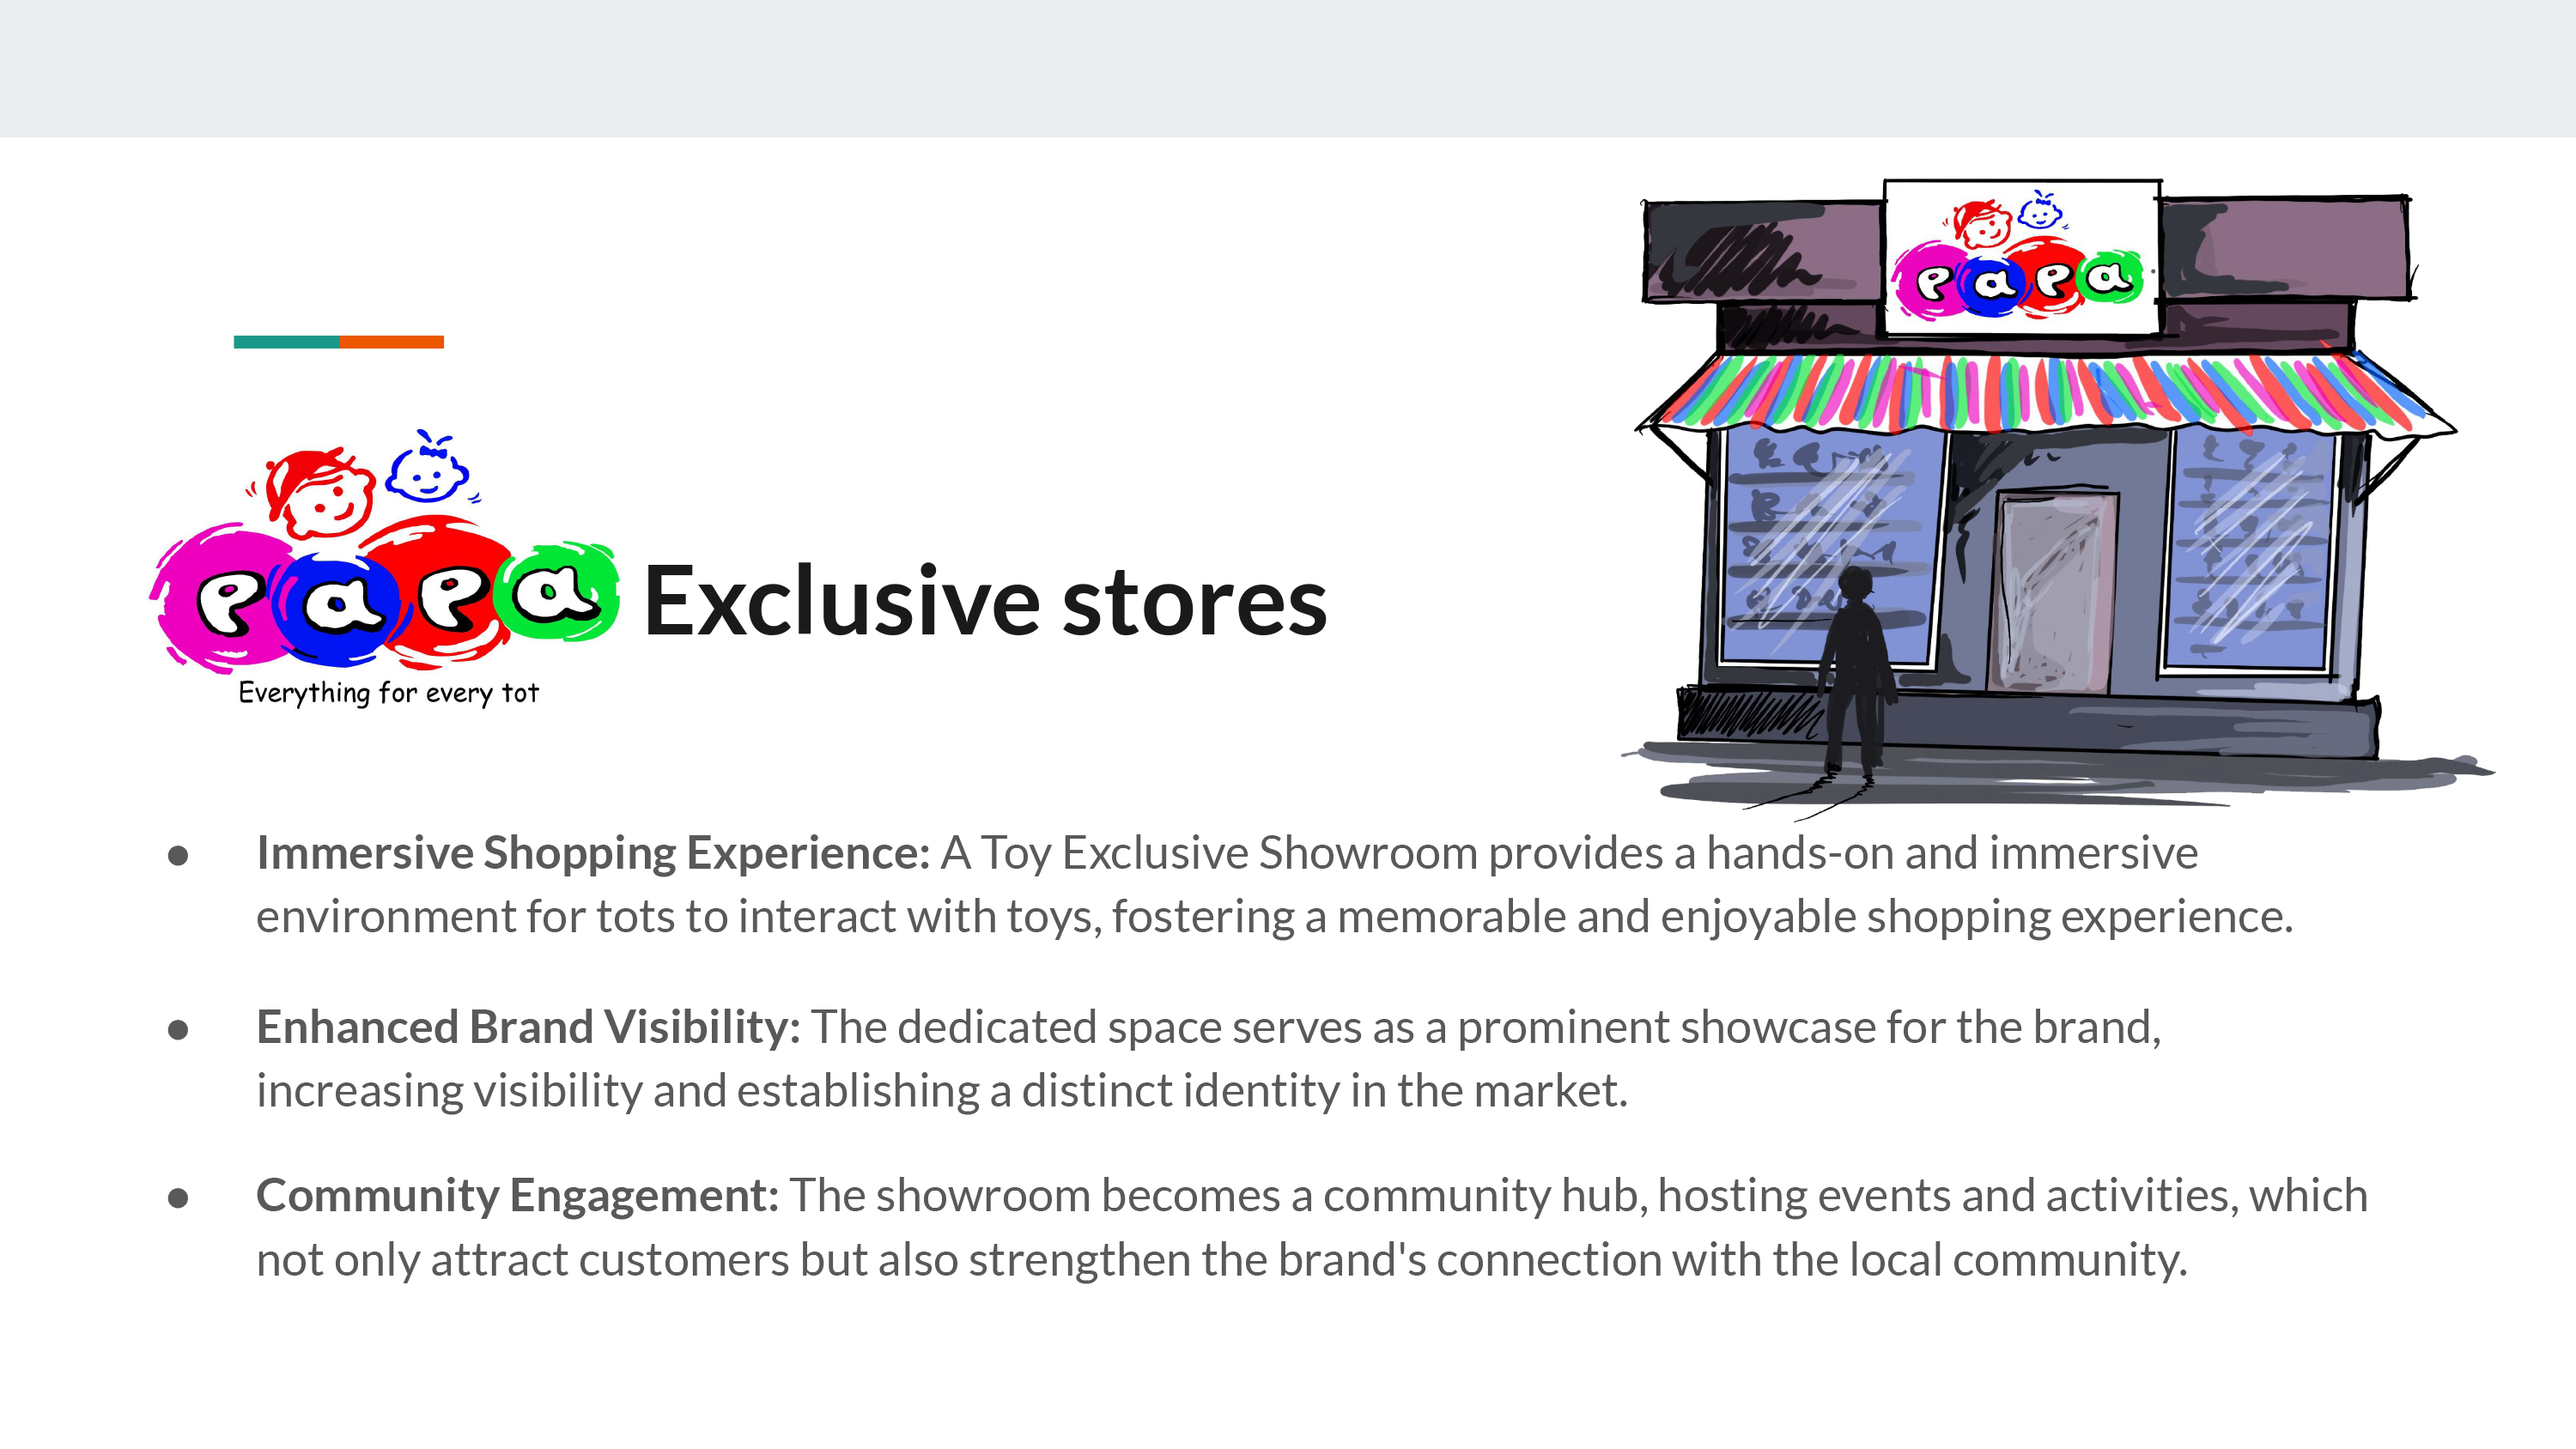 papa
papa
Exclusive stores
Everything for every tot
● Immersive Shopping Experience: A Toy Exclusive Showroom provides a hands-on and immersive
environment for tots to interact with toys, fostering a memorable and enjoyable shopping experience.
● Enhanced Brand Visibility: The dedicated space serves as a prominent showcase for the brand,
increasing visibility and establishing a distinct identity in the market.
● Community Engagement: The showroom becomes a community hub, hosting events and activities, which
not only attract customers but also strengthen the brand's connection with the local community.